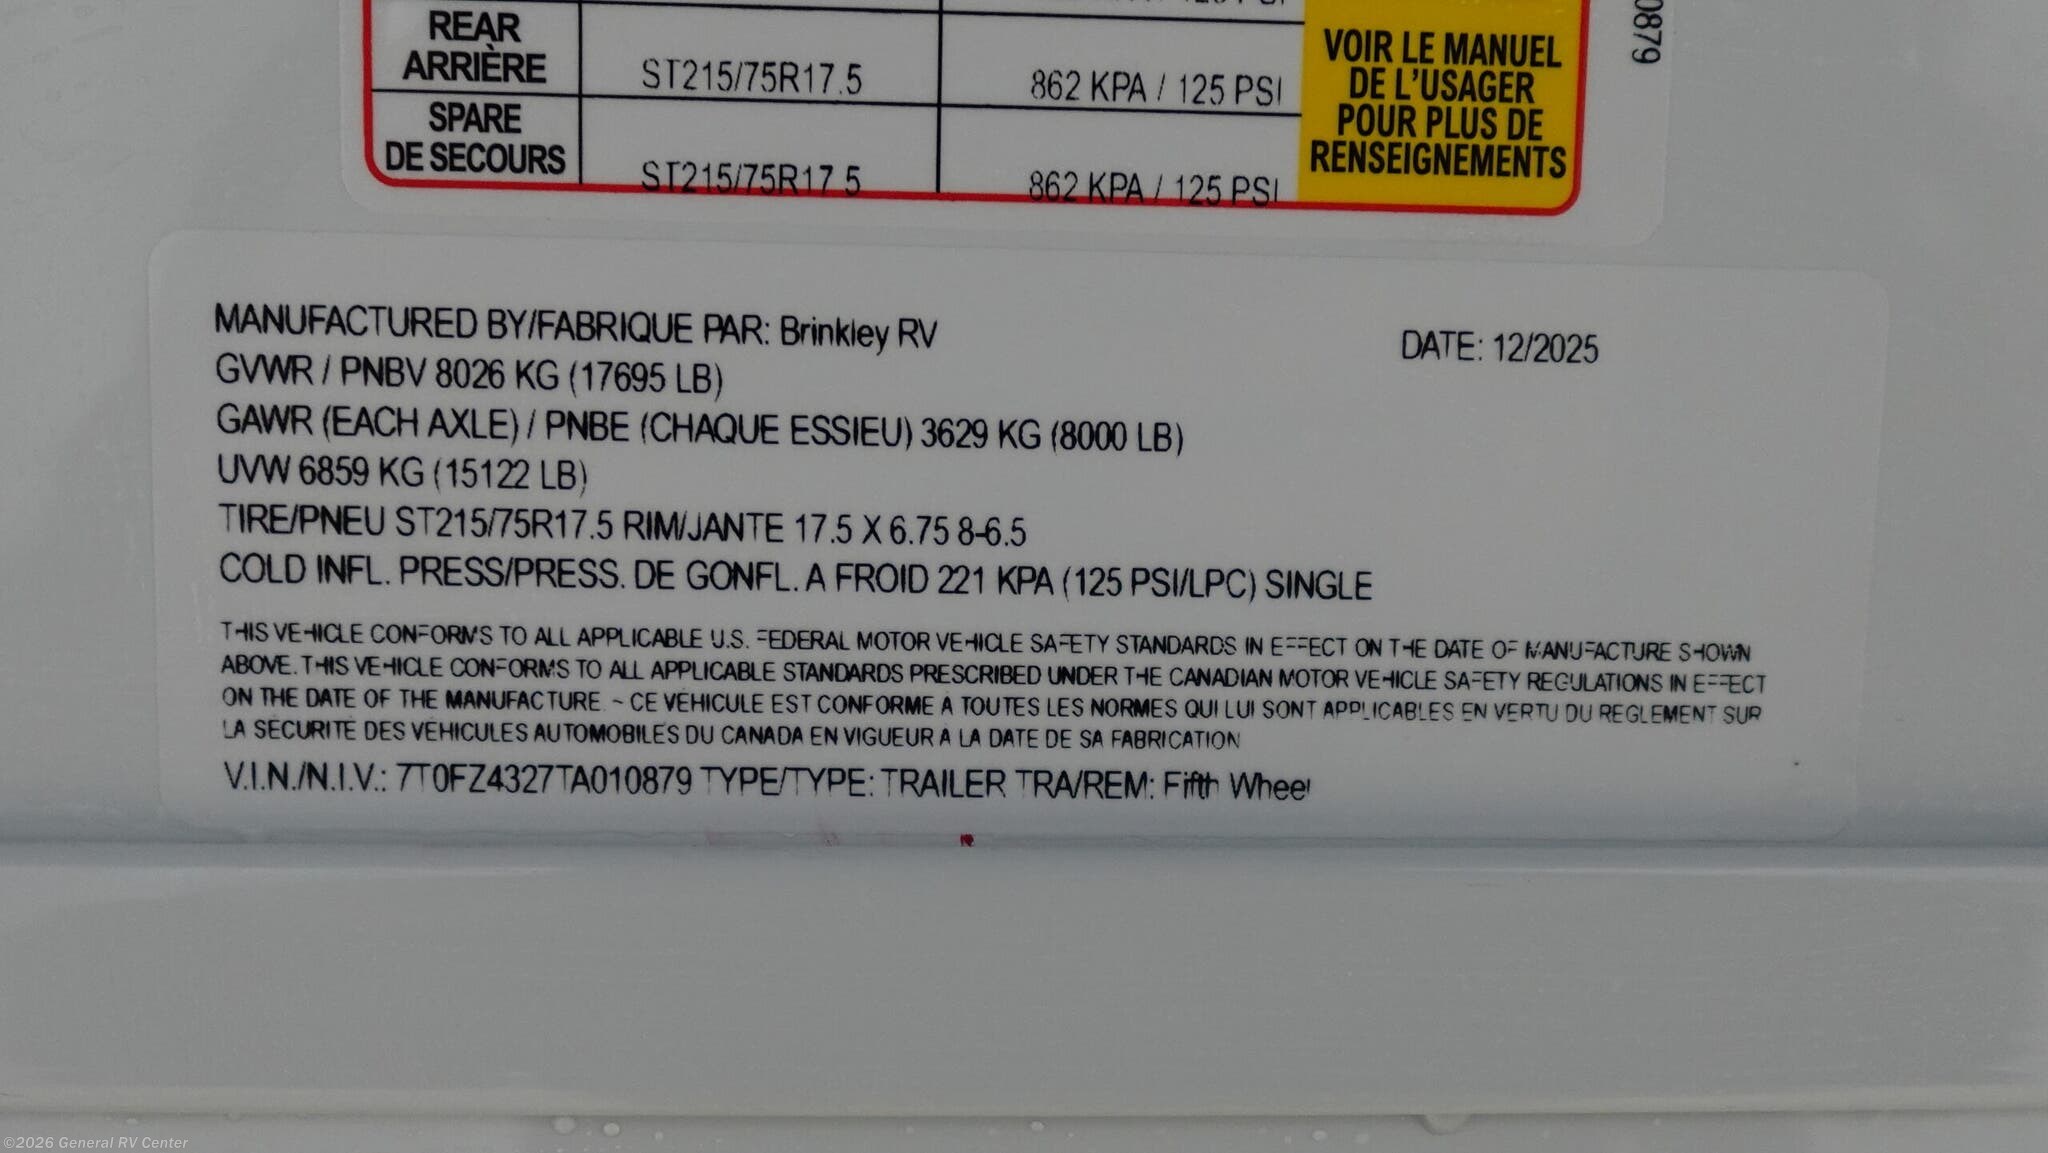 REAR
ARRIÈRE
ST215/75R17.5
862 KPA / 125 PSI
SPARE
DE SECOURS
ST215/75R17.5
862 KPA / 125 PSI
VOIR LE MANUEL
DE L'USAGER
POUR PLUS DE
RENSEIGNEMENTS
0879
MANUFACTURED BY/FABRIQUE PAR: Brinkley RV
DATE: 12/2025
GVWR / PNBV 8026 KG (17695 LB)
GAWR (EACH AXLE) / PNBE (CHAQUE ESSIEU) 3629 KG (8000 LB)
UVW 6859 KG (15122 LB)
TIRE/PNEU ST215/75R17.5 RIM/JANTE 17.5 X 6.75 8-6.5
COLD INFL. PRESS/PRESS. DE GONFL. A FROID 221 KPA (125 PSI/LPC) SINGLE
THIS VEHICLE CONFORMS TO ALL APPLICABLE U.S. FEDERAL MOTOR VEHICLE SAFETY STANDARDS IN EFFECT ON THE DATE OF MANUFACTURE SHOWN
ABOVE. THIS VEHICLE CONFORMS TO ALL APPLICABLE STANDARDS PRESCRIBED UNDER THE CANADIAN MOTOR VEHICLE SAFETY REGULATIONS IN EFFECT
ON THE DATE OF THE MANUFACTURE. ~ CE VÉHICULE EST CONFORME À TOUTES LES NORMES QUI LUI SONT APPLICABLES EN VERTU DU RÈGLEMENT SUR
LA SÉCURITÉ DES VÉHICULES AUTOMOBILES DU CANADA EN VIGUEUR À LA DATE DE SA FABRICATION
V.I.N./N.I.V.: 7T0FZ4327TA010879 TYPE/TYPE: TRAILER TRA/REM: Fifth Wheel
©2026 General RV Center